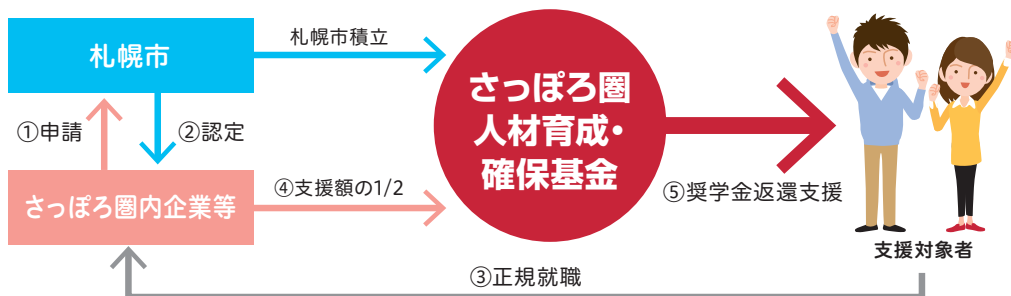 札幌市
札幌市積立
①申請
②認定
さっぽろ圏
人材育成・
確保基金
さっぽろ圏内企業等
④支援額の1/2
⑤奨学金返還支援
支援対象者
③正規就職